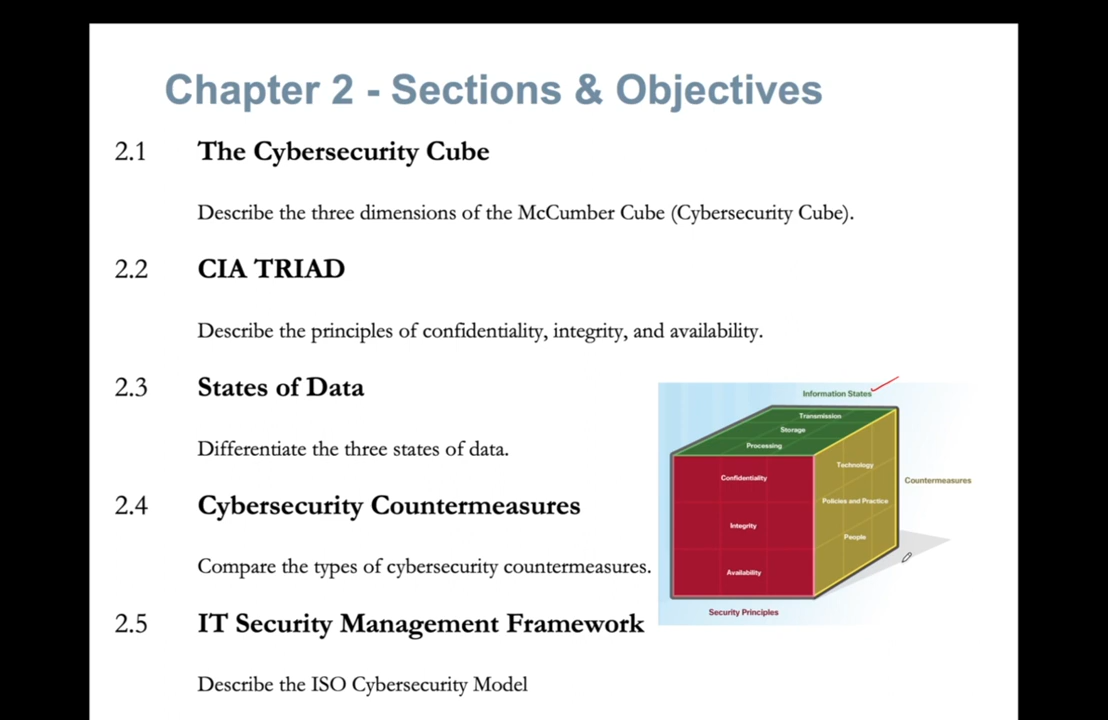 Chapter 2 - Sections & Objectives
2.1 The Cybersecurity Cube
Describe the three dimensions of the McCumber Cube (Cybersecurity Cube).
2.2 CIA TRIAD
Describe the principles of confidentiality, integrity, and availability.
2.3 States of Data
Differentiate the three states of data.
2.4 Cybersecurity Countermeasures
Compare the types of cybersecurity countermeasures.
2.5 IT Security Management Framework
Describe the ISO Cybersecurity Model
Information States
Transmission
Storage
Processing
Confidentiality
Integrity
Availability
Technology
Policies and Practice
People
Countermeasures
Security Principles